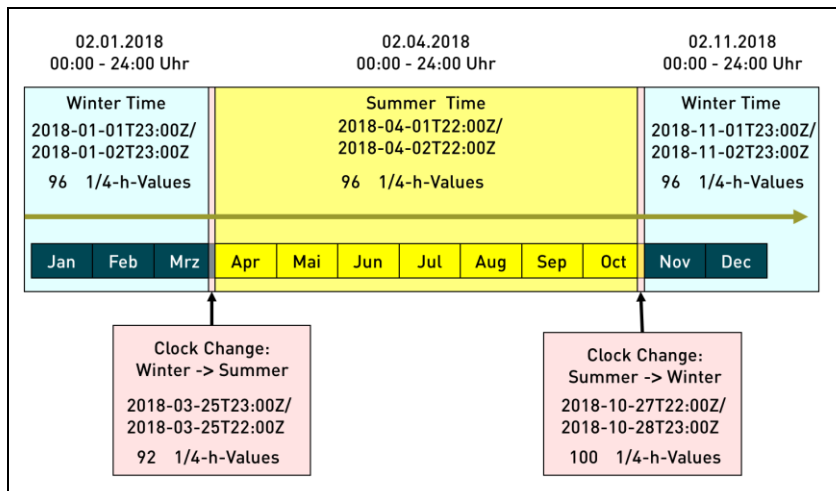 02.01.2018
00:00 - 24:00 Uhr
02.04.2018
00:00 - 24:00 Uhr
02.11.2018
00:00 - 24:00 Uhr
Winter Time
2018-01-01T23:00Z/
2018-01-02T23:00Z
96 1/4-h-Values
Summer Time
2018-04-01T22:00Z/
2018-04-02T22:00Z
96 1/4-h-Values
Winter Time
2018-11-01T23:00Z/
2018-11-02T23:00Z
96 1/4-h-Values
Jan Feb Mrz Apr Mai Jun Jul Aug Sep Oct Nov Dec
Clock Change:
Winter -> Summer
2018-03-25T23:00Z/
2018-03-25T22:00Z
92 1/4-h-Values
Clock Change:
Summer -> Winter
2018-10-27T22:00Z/
2018-10-28T23:00Z
100 1/4-h-Values